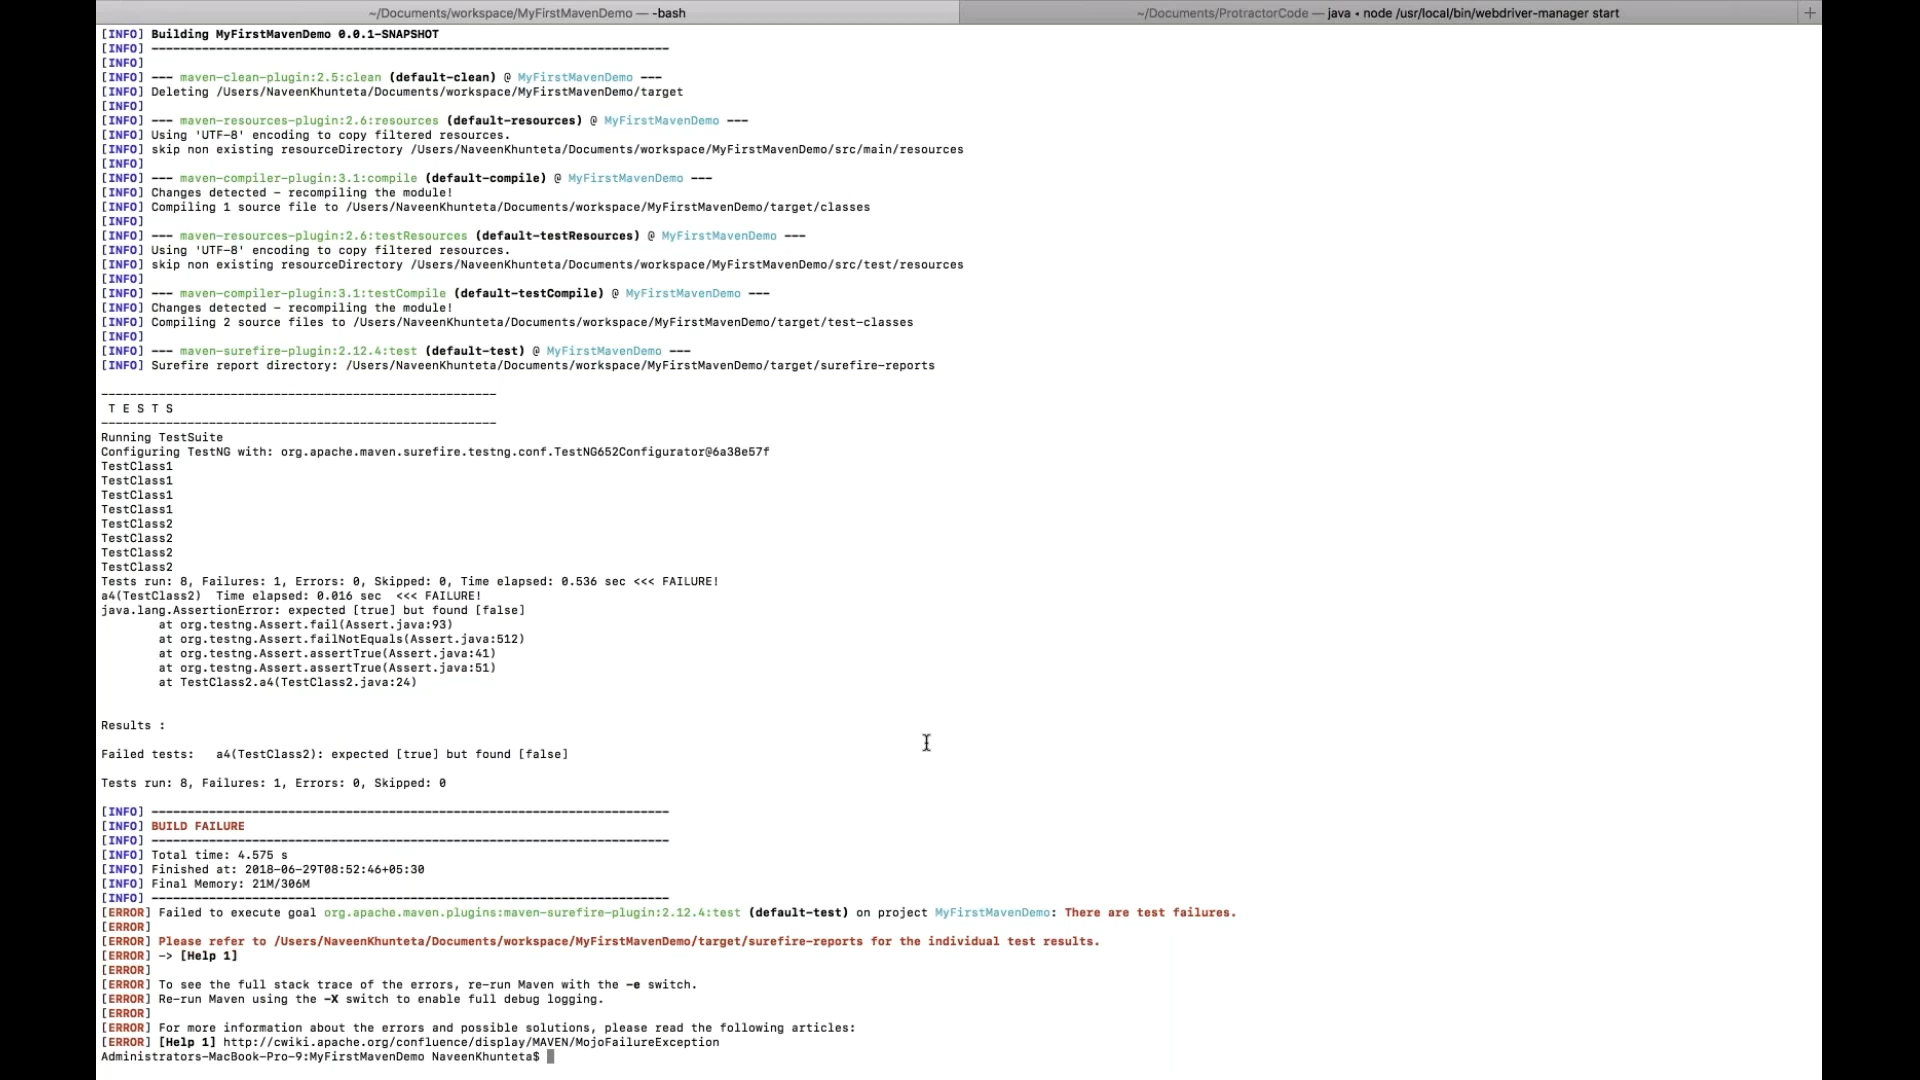 ~/Documents/workspace/MyFirstMavenDemo — -bash
~/Documents/ProtractorCode — java • node /usr/local/bin/webdriver-manager start
+
[INFO] Building MyFirstMavenDemo 0.0.1-SNAPSHOT
[INFO] ------------------------------------------------------------------------
[INFO]
[INFO] --- maven-clean-plugin:2.5:clean (default-clean) @ MyFirstMavenDemo ---
[INFO] Deleting /Users/NaveenKhunteta/Documents/workspace/MyFirstMavenDemo/target
[INFO]
[INFO] --- maven-resources-plugin:2.6:resources (default-resources) @ MyFirstMavenDemo ---
[INFO] Using 'UTF-8' encoding to copy filtered resources.
[INFO] skip non existing resourceDirectory /Users/NaveenKhunteta/Documents/workspace/MyFirstMavenDemo/src/main/resources
[INFO]
[INFO] --- maven-compiler-plugin:3.1:compile (default-compile) @ MyFirstMavenDemo ---
[INFO] Changes detected - recompiling the module!
[INFO] Compiling 1 source file to /Users/NaveenKhunteta/Documents/workspace/MyFirstMavenDemo/target/classes
[INFO]
[INFO] --- maven-resources-plugin:2.6:testResources (default-testResources) @ MyFirstMavenDemo ---
[INFO] Using 'UTF-8' encoding to copy filtered resources.
[INFO] skip non existing resourceDirectory /Users/NaveenKhunteta/Documents/workspace/MyFirstMavenDemo/src/test/resources
[INFO]
[INFO] --- maven-compiler-plugin:3.1:testCompile (default-testCompile) @ MyFirstMavenDemo ---
[INFO] Changes detected - recompiling the module!
[INFO] Compiling 2 source files to /Users/NaveenKhunteta/Documents/workspace/MyFirstMavenDemo/target/test-classes
[INFO]
[INFO] --- maven-surefire-plugin:2.12.4:test (default-test) @ MyFirstMavenDemo ---
[INFO] Surefire report directory: /Users/NaveenKhunteta/Documents/workspace/MyFirstMavenDemo/target/surefire-reports
-------------------------------------------------------
T E S T S
-------------------------------------------------------
Running TestSuite
Configuring TestNG with: org.apache.maven.surefire.testng.conf.TestNG652Configurator@6a38e57f
TestClass1
TestClass1
TestClass1
TestClass1
TestClass2
TestClass2
TestClass2
TestClass2
Tests run: 8, Failures: 1, Errors: 0, Skipped: 0, Time elapsed: 0.536 sec <<< FAILURE!
a4(TestClass2)  Time elapsed: 0.016 sec  <<< FAILURE!
java.lang.AssertionError: expected [true] but found [false]
at org.testng.Assert.fail(Assert.java:93)
at org.testng.Assert.failNotEquals(Assert.java:512)
at org.testng.Assert.assertTrue(Assert.java:41)
at org.testng.Assert.assertTrue(Assert.java:51)
at TestClass2.a4(TestClass2.java:24)
Results :
Failed tests:   a4(TestClass2): expected [true] but found [false]
Tests run: 8, Failures: 1, Errors: 0, Skipped: 0
[INFO] ------------------------------------------------------------------------
[INFO] BUILD FAILURE
[INFO] ------------------------------------------------------------------------
[INFO] Total time: 4.575 s
[INFO] Finished at: 2018-06-29T08:52:46+05:30
[INFO] Final Memory: 21M/306M
[INFO] ------------------------------------------------------------------------
[ERROR] Failed to execute goal org.apache.maven.plugins:maven-surefire-plugin:2.12.4:test (default-test) on project MyFirstMavenDemo: There are test failures.
[ERROR]
[ERROR] Please refer to /Users/NaveenKhunteta/Documents/workspace/MyFirstMavenDemo/target/surefire-reports for the individual test results.
[ERROR] -> [Help 1]
[ERROR]
[ERROR] To see the full stack trace of the errors, re-run Maven with the -e switch.
[ERROR] Re-run Maven using the -X switch to enable full debug logging.
[ERROR]
[ERROR] For more information about the errors and possible solutions, please read the following articles:
[ERROR] [Help 1] http://cwiki.apache.org/confluence/display/MAVEN/MojoFailureException
Administrators-MacBook-Pro-9:MyFirstMavenDemo NaveenKhunteta$